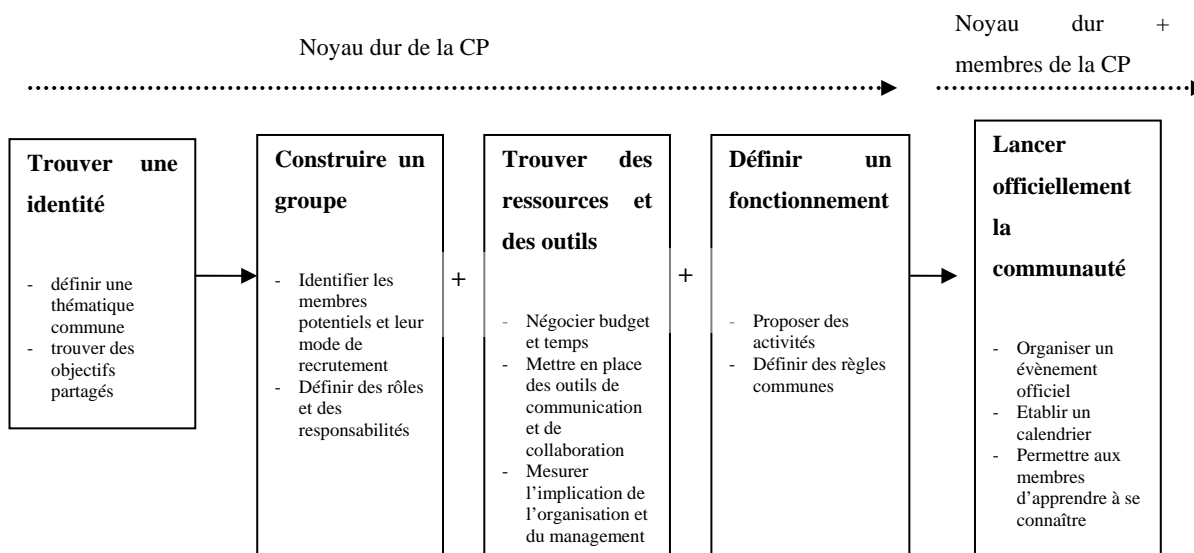 Noyau dur de la CP
Noyau dur +
membres de la CP
Trouver une
identité
- définir une
thématique
commune
- trouver des
objectifs
partagés
Construire un
groupe
- Identifier les
membres
potentiels et leur
mode de
recrutement
- Définir des rôles
et des
responsabilités
+
Trouver des
ressources et
des outils
- Négocier budget
et temps
- Mettre en place
des outils de
communication
et de
collaboration
- Mesurer
l’implication de
l’organisation et
du management
+
Définir un
fonctionnement
- Proposer des
activités
- Définir des règles
communes
Lancer
officiellement
la
communauté
- Organiser un
évènement
officiel
- Etablir un
calendrier
- Permettre aux
membres
d’apprendre à se
connaître